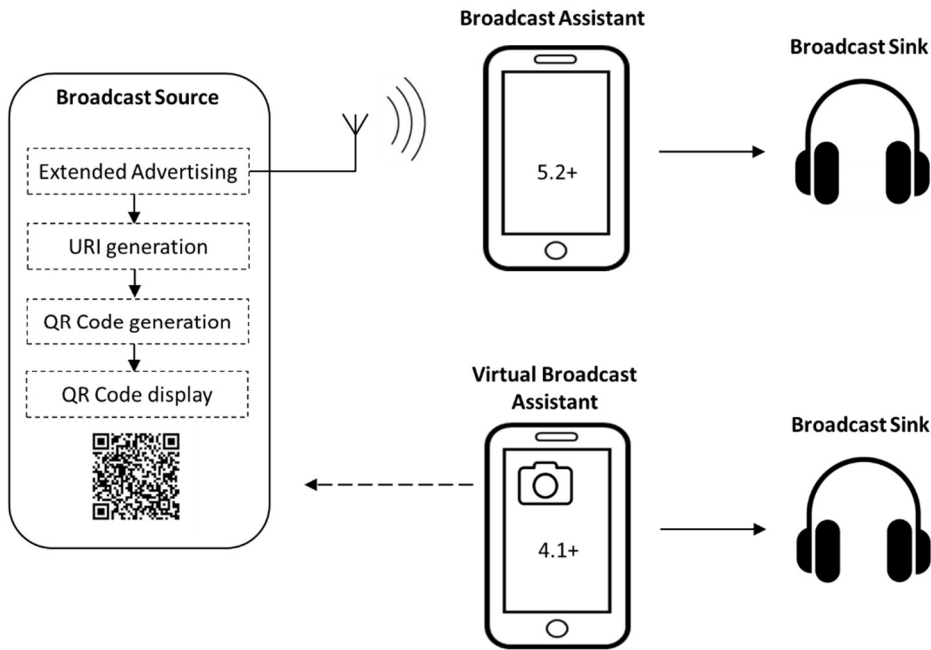 Broadcast Assistant
Broadcast Sink
Broadcast Source
Extended Advertising
5.2+
URI generation
QR Code generation
QR Code display
Virtual Broadcast
Assistant
Broadcast Sink
4.1+